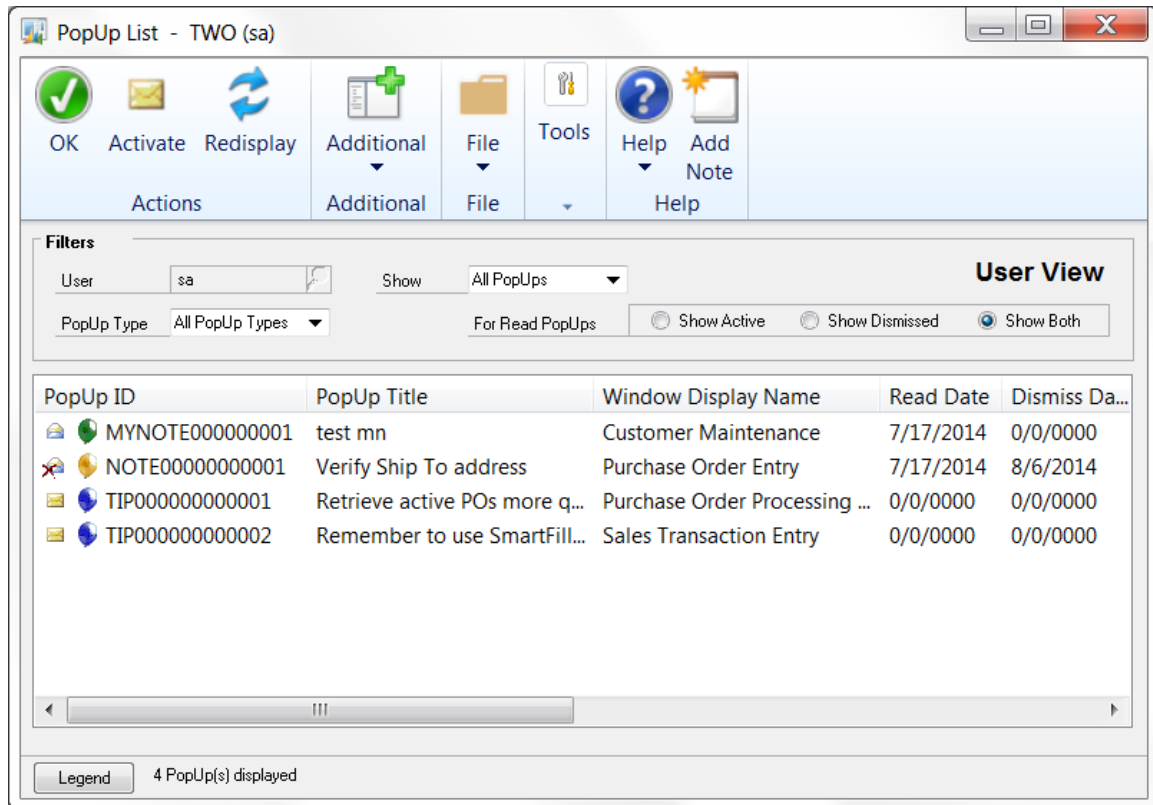 PopUp List - TWO (sa)
OK Activate Redisplay Additional File Tools Help Add Note
Actions Additional File Help
Filters
User sa Show All PopUps User View
PopUp Type All PopUp Types For Read PopUps Show Active Show Dismissed Show Both
PopUp ID PopUp Title Window Display Name Read Date Dismiss Da...
MYNOTE000000001 test mn Customer Maintenance 7/17/2014 0/0/0000
NOTE00000000001 Verify Ship To address Purchase Order Entry 7/17/2014 8/6/2014
TIP000000000001 Retrieve active POs more q... Purchase Order Processing ... 0/0/0000 0/0/0000
TIP000000000002 Remember to use SmartFill... Sales Transaction Entry 0/0/0000 0/0/0000
Legend 4 PopUp(s) displayed